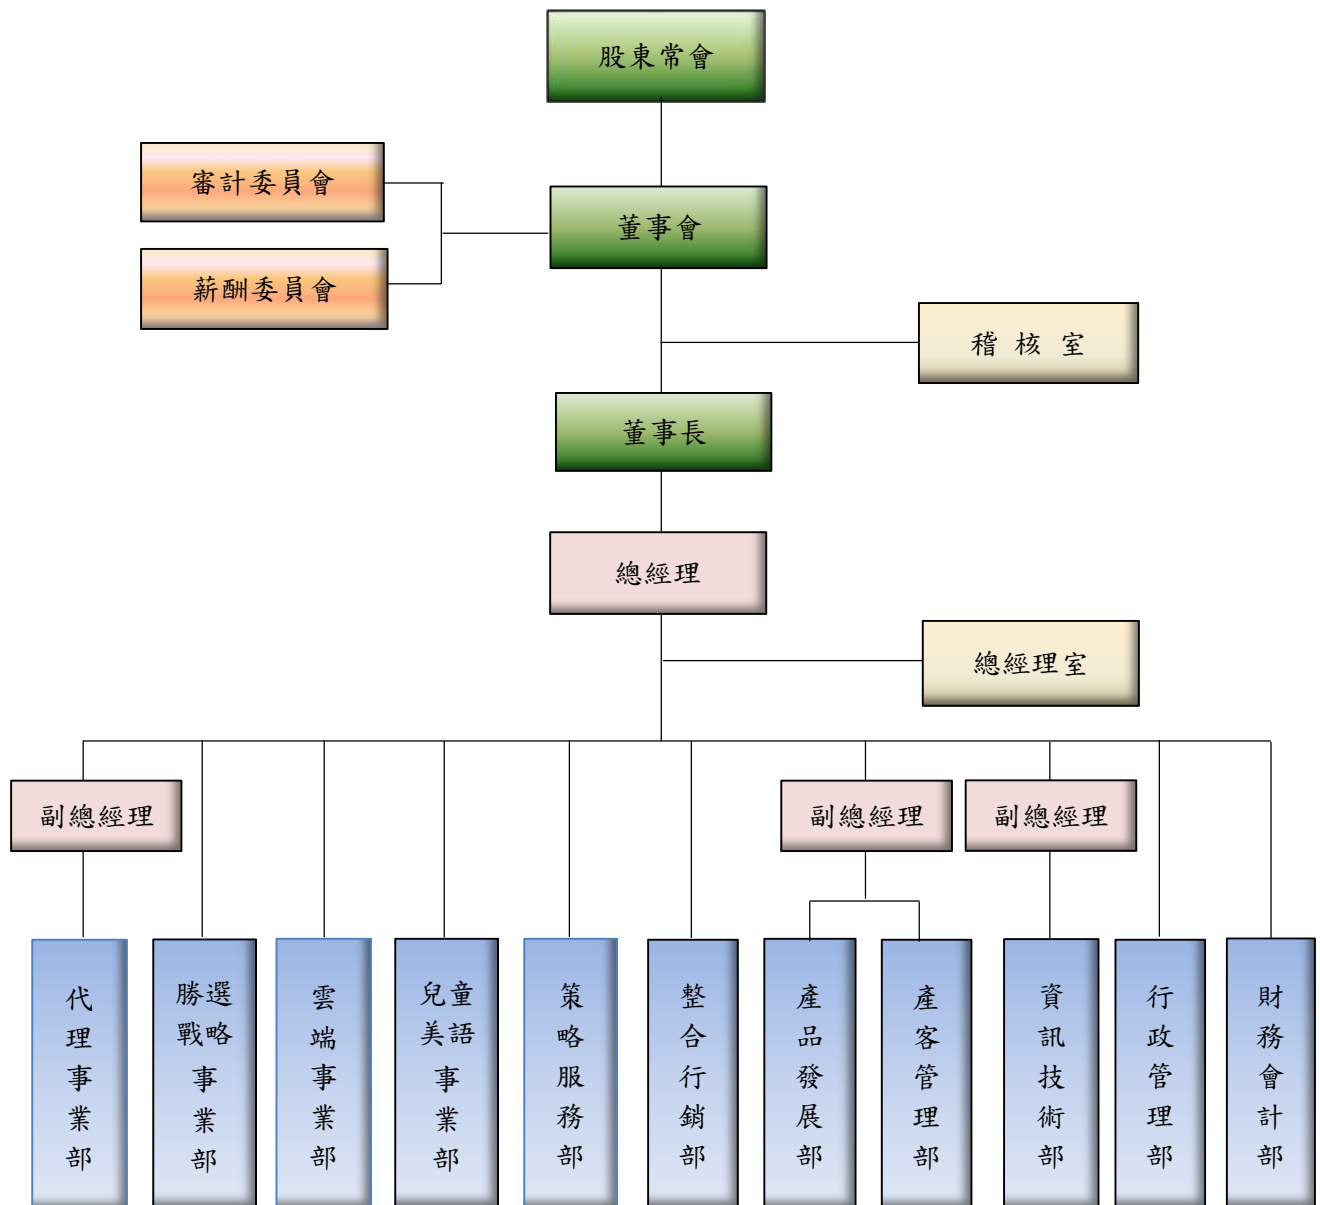 股東常會
審計委員會
董事會
薪酬委員會
稽 核 室
董事長
總經理
總經理室
副總經理
副總經理
副總經理
代理事業部
勝選
戰略
事業部
雲端事業部
兒童
美語
事業部
策略服務部
整合行銷部
產品發展部
產客管理部
資訊技術部
行政管理部
財務會計部